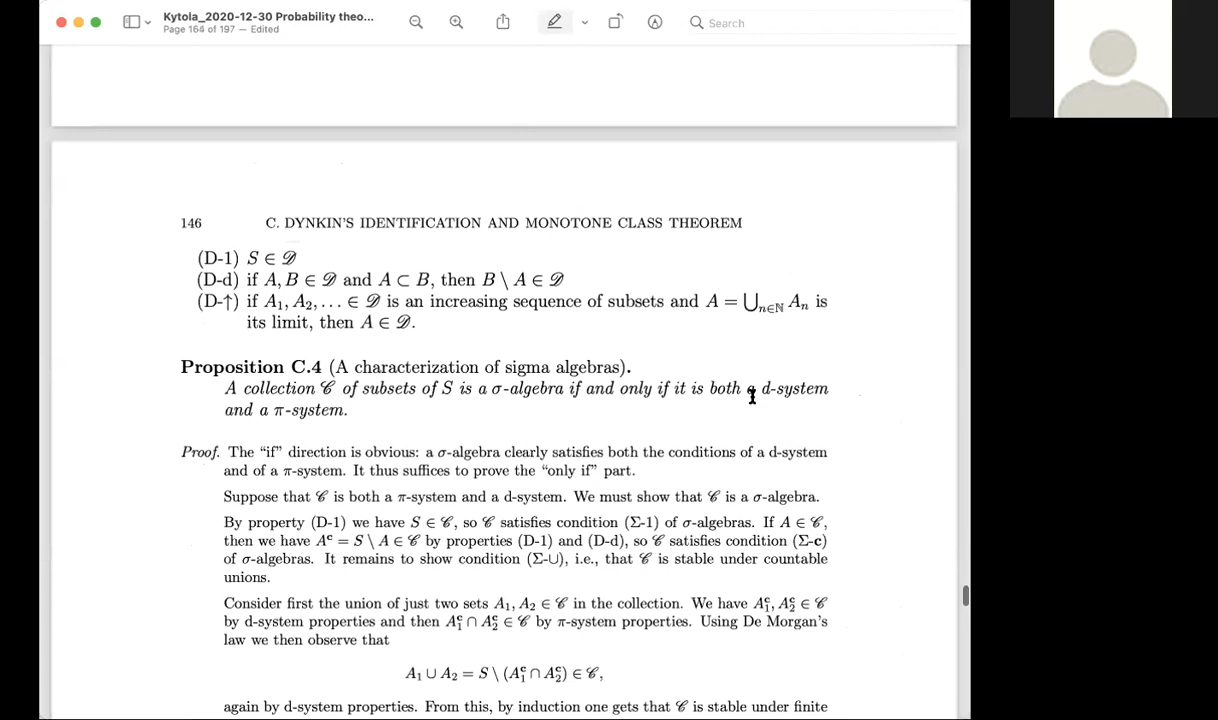 Kytola_2020-12-30 Probability theo...
Page 164 of 197 — Edited
Search
146 C. DYNKIN'S IDENTIFICATION AND MONOTONE CLASS THEOREM
(D-1) S ∈ 𝒟
(D-d) if A, B ∈ 𝒟 and A ⊂ B, then B \ A ∈ 𝒟
(D-↑) if A₁, A₂, . . . ∈ 𝒟 is an increasing sequence of subsets and A = ⋃ₙ∈ℕ Aₙ is
its limit, then A ∈ 𝒟.
Proposition C.4 (A characterization of sigma algebras).
A collection 𝒞 of subsets of S is a σ-algebra if and only if it is both a d-system
and a π-system.
Proof. The “if” direction is obvious: a σ-algebra clearly satisfies both the conditions of a d-system
and of a π-system. It thus suffices to prove the “only if” part.
Suppose that 𝒞 is both a π-system and a d-system. We must show that 𝒞 is a σ-algebra.
By property (D-1) we have S ∈ 𝒞, so 𝒞 satisfies condition (Σ-1) of σ-algebras. If A ∈ 𝒞,
then we have Aᶜ = S \ A ∈ 𝒞 by properties (D-1) and (D-d), so 𝒞 satisfies condition (Σ-c)
of σ-algebras. It remains to show condition (Σ-∪), i.e., that 𝒞 is stable under countable
unions.
Consider first the union of just two sets A₁, A₂ ∈ 𝒞 in the collection. We have A₁ᶜ, A₂ᶜ ∈ 𝒞
by d-system properties and then A₁ᶜ ∩ A₂ᶜ ∈ 𝒞 by π-system properties. Using De Morgan's
law we then observe that
A₁ ∪ A₂ = S \ (A₁ᶜ ∩ A₂ᶜ) ∈ 𝒞,
again by d-system properties. From this, by induction one gets that 𝒞 is stable under finite